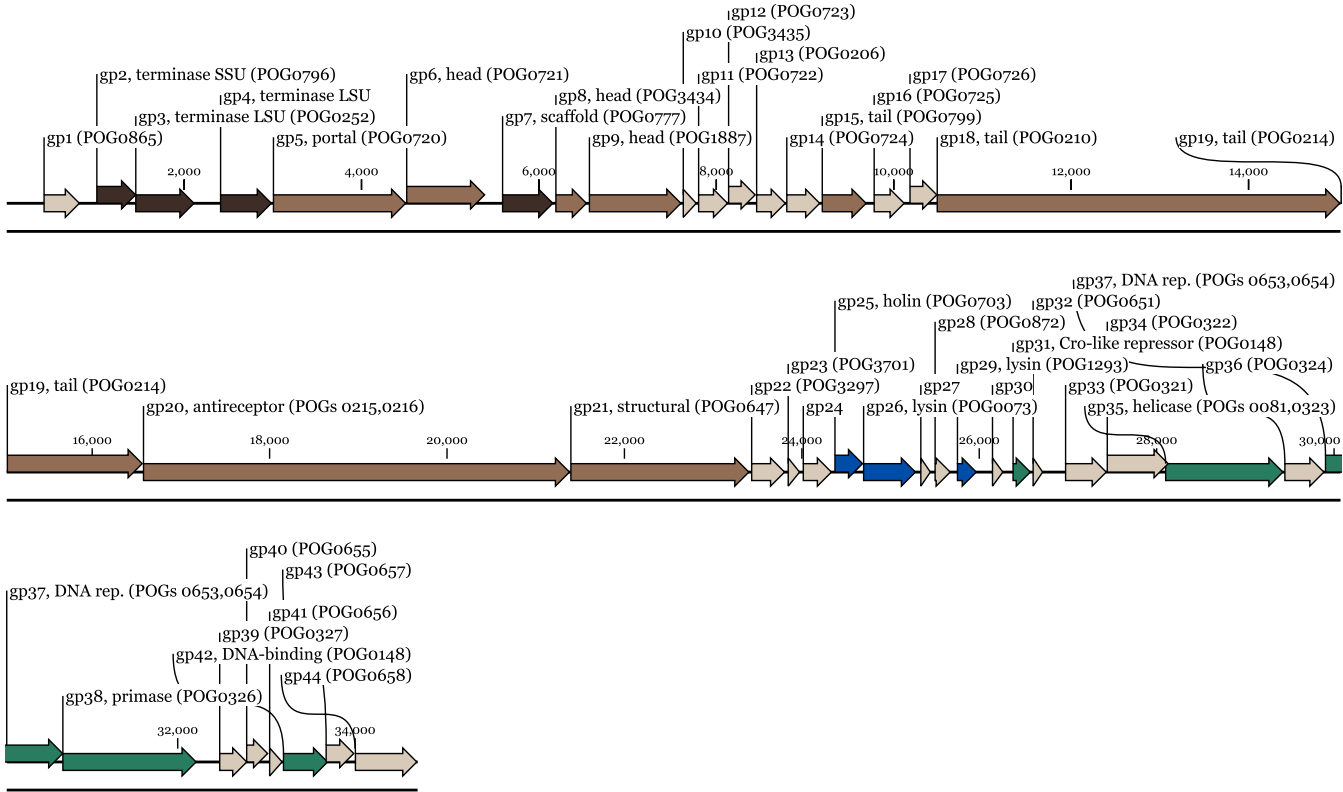 gp12 (POG0723)
gp10 (POG3435)
gp13 (POG0206)
gp2, terminase SSU (POG0796) gp6, head (POG0721) gp11 (POG0722) gp17 (POG0726)
gp4, terminase LSU gp8, head (POG3434) gp16 (POG0725)
gp3, terminase LSU (POG0252) gp7, scaffold (POG0777) gp15, tail (POG0799)
gp1 (POG0865) gp5, portal (POG0720) gp9, head (POG1887) gp14 (POG0724) gp18, tail (POG0210) gp19, tail (POG0214)
2,000 4,000 6,000 8,000 10,000 12,000 14,000
gp37, DNA rep. (POGs 0653,0654)
gp25, holin (POG0703) gp32 (POG0651)
gp28 (POG0872) gp34 (POG0322)
gp31, Cro-like repressor (POG0148)
gp23 (POG3701) gp29, lysin (POG1293) gp36 (POG0324)
gp19, tail (POG0214) gp22 (POG3297) gp27 gp30 gp33 (POG0321)
gp20, antireceptor (POGs 0215,0216) gp21, structural (POG0647) gp24 gp26, lysin (POG0073) gp35, helicase (POGs 0081,0323)
16,000 18,000 20,000 22,000 24,000 26,000 28,000 30,000
gp40 (POG0655)
gp43 (POG0657)
gp37, DNA rep. (POGs 0653,0654)
gp41 (POG0656)
gp39 (POG0327)
gp42, DNA-binding (POG0148)
gp44 (POG0658)
gp38, primase (POG0326)
32,000 34,000